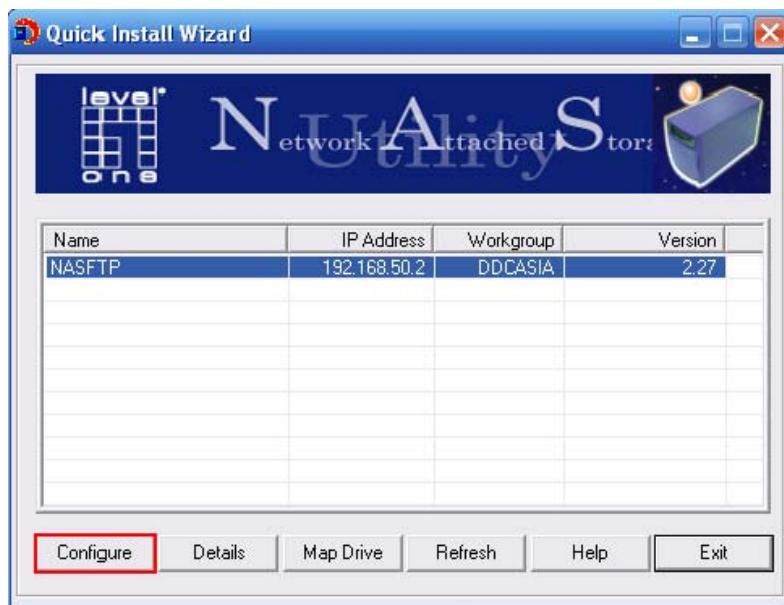 Quick Install Wizard
level
one
Network Attached Stora
Utility
Name IP Address Workgroup Version
NASFTP 192.168.50.2 DDCASIA 2.27
Configure Details Map Drive Refresh Help Exit